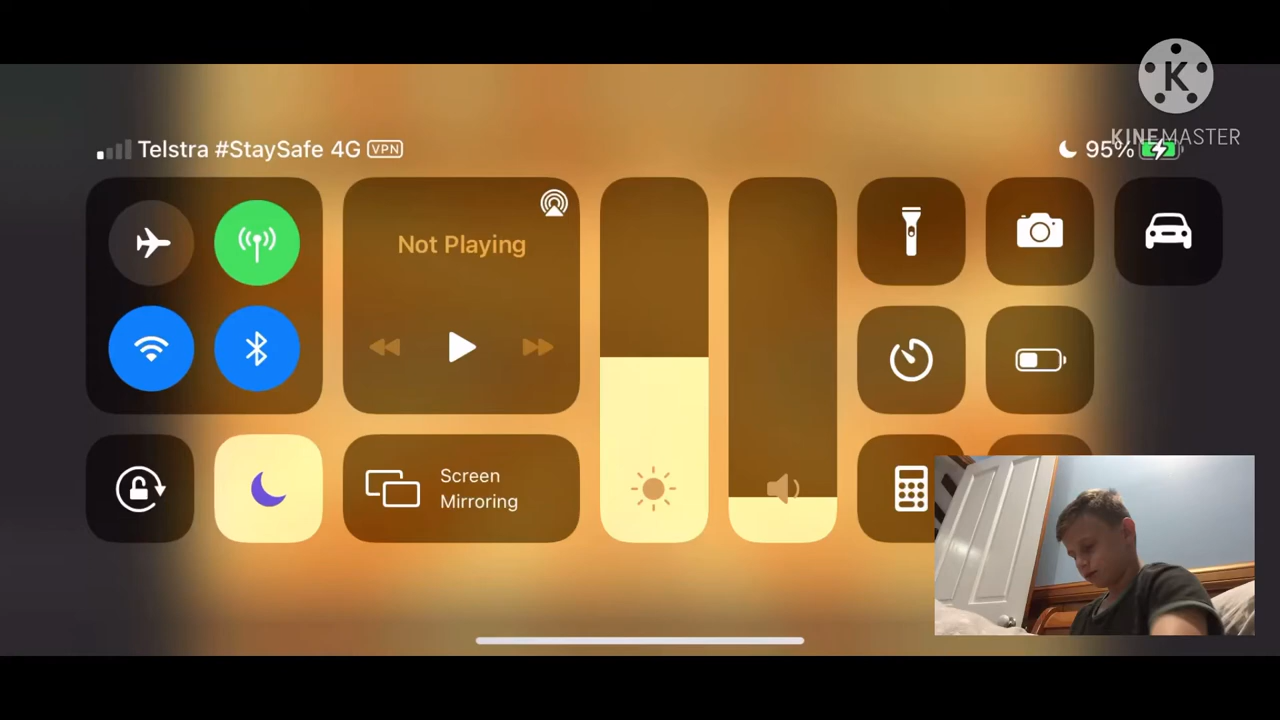 K
KINEMASTER
Telstra #StaySafe 4G VPN
95%
Not Playing
Screen
Mirroring